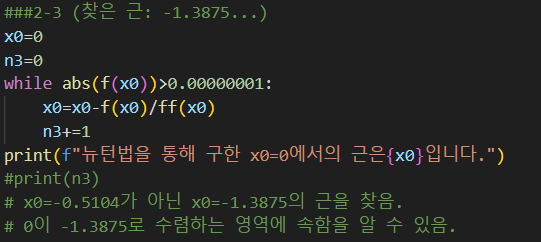 ###2-3 (찾은 근: -1.3875...)
x0=0
n3=0
while abs(f(x0))>0.00000001:
    x0=x0-f(x0)/ff(x0)
    n3+=1
print(f"뉴턴법을 통해 구한 x0=0에서의 근은{x0}입니다.")
#print(n3)
# x0=-0.5104가 아닌 x0=-1.3875의 근을 찾음.
# 0이 -1.3875로 수렴하는 영역에 속함을 알 수 있음.